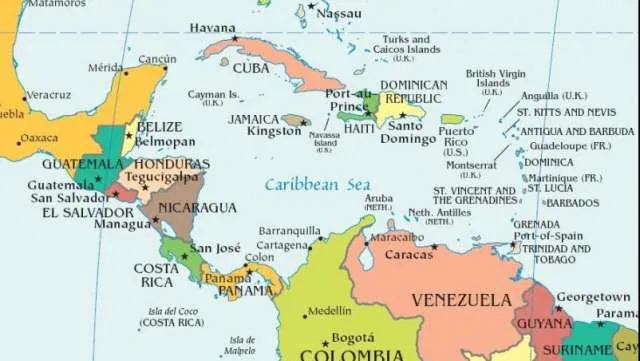 Matamoros
Nassau
Havana
Turks and
Caicos Islands
(U.K.)
Cancún
Mérida
CUBA
Veracruz
Cayman Is.
(U.K.)
Port-au-
Prince
DOMINICAN
REPUBLIC
British Virgin
Islands
(U.K.)
Anguilla (U.K.)
ST. KITTS AND NEVIS
uebla
JAMAICA
Kingston
Navassa
Island
(U.S.)
HAITI
Santo
Domingo
Puerto
Rico
(U.S.)
ANTIGUA AND BARBUDA
Guadeloupe (FR.)
Oaxaca
BELIZE
Belmopan
Montserrat
(U.K.)
DOMINICA
Martinique (FR.)
ST. LUCIA
BARBADOS
GUATEMALA
Guatemala
HONDURAS
Tegucigalpa
San Salvador
EL SALVADOR
NICARAGUA
Managua
Caribbean Sea
Aruba
(NETH.)
Neth. Antilles
(NETH.)
ST. VINCENT AND
THE GRENADINES
GRENADA
Port-of-Spain
TRINIDAD AND
TOBAGO
Barranquilla
Cartagena
Maracaibo
Caracas
San José
COSTA
RICA
Colon
Panama
PANAMA
Isla del Coco
(COSTA RICA)
Isla de
Malpelo
Medellín
Bogotá
COLOMBIA
VENEZUELA
Georgetown
GUYANA
Param
SURINAME
Cay